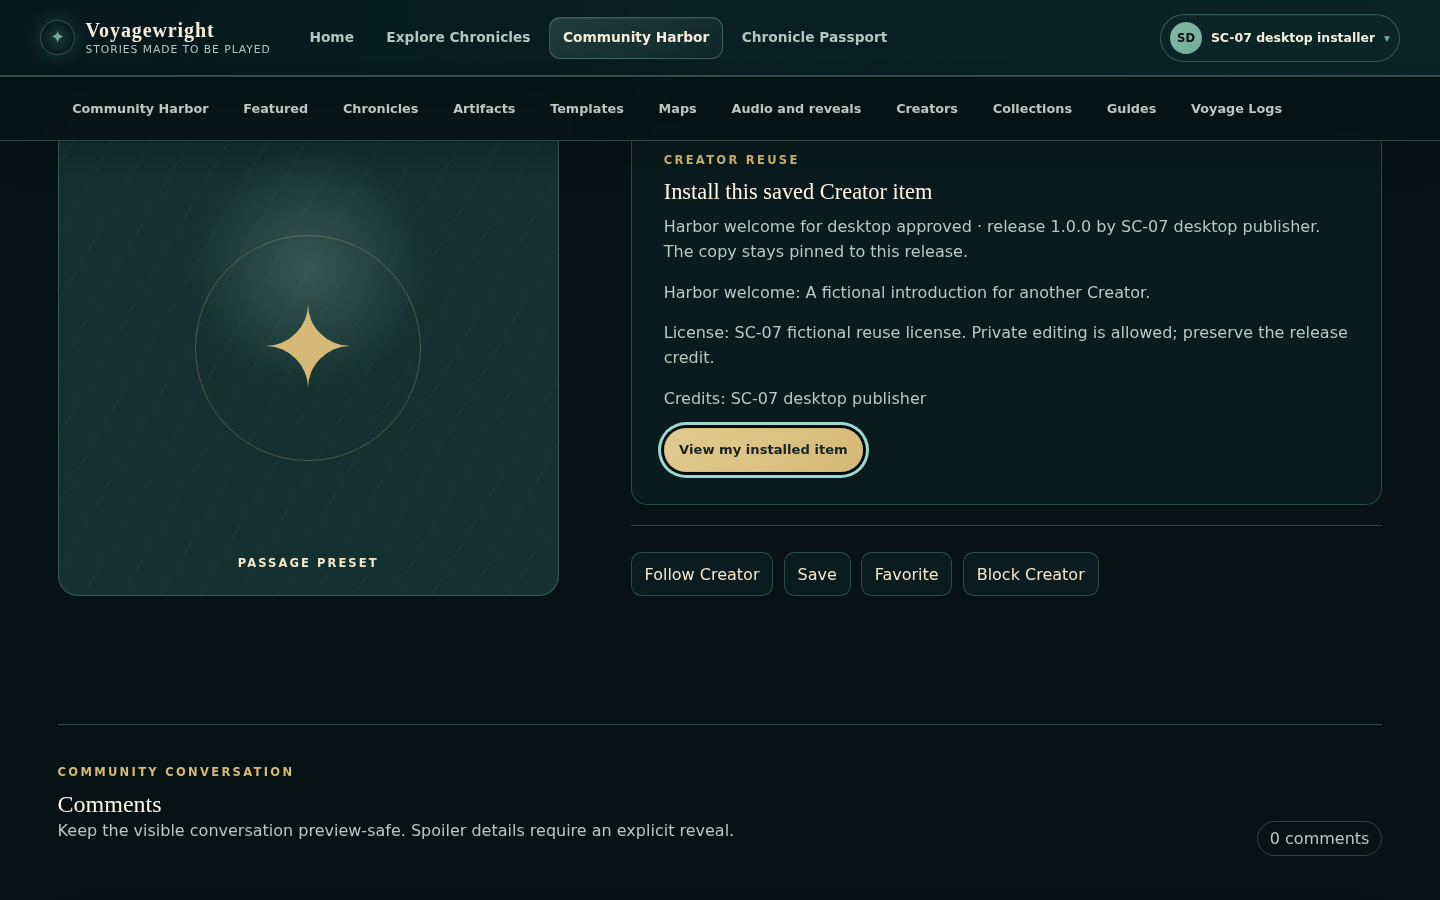 Voyagewright
STORIES MADE TO BE PLAYED
Home
Explore Chronicles
Community Harbor
Chronicle Passport
SD
SC-07 desktop installer
Community Harbor
Featured
Chronicles
Artifacts
Templates
Maps
Audio and reveals
Creators
Collections
Guides
Voyage Logs
PASSAGE PRESET
CREATOR REUSE
Install this saved Creator item
Harbor welcome for desktop approved · release 1.0.0 by SC-07 desktop publisher.
The copy stays pinned to this release.
Harbor welcome: A fictional introduction for another Creator.
License: SC-07 fictional reuse license. Private editing is allowed; preserve the release
credit.
Credits: SC-07 desktop publisher
View my installed item
Follow Creator
Save
Favorite
Block Creator
COMMUNITY CONVERSATION
Comments
Keep the visible conversation preview-safe. Spoiler details require an explicit reveal.
0 comments